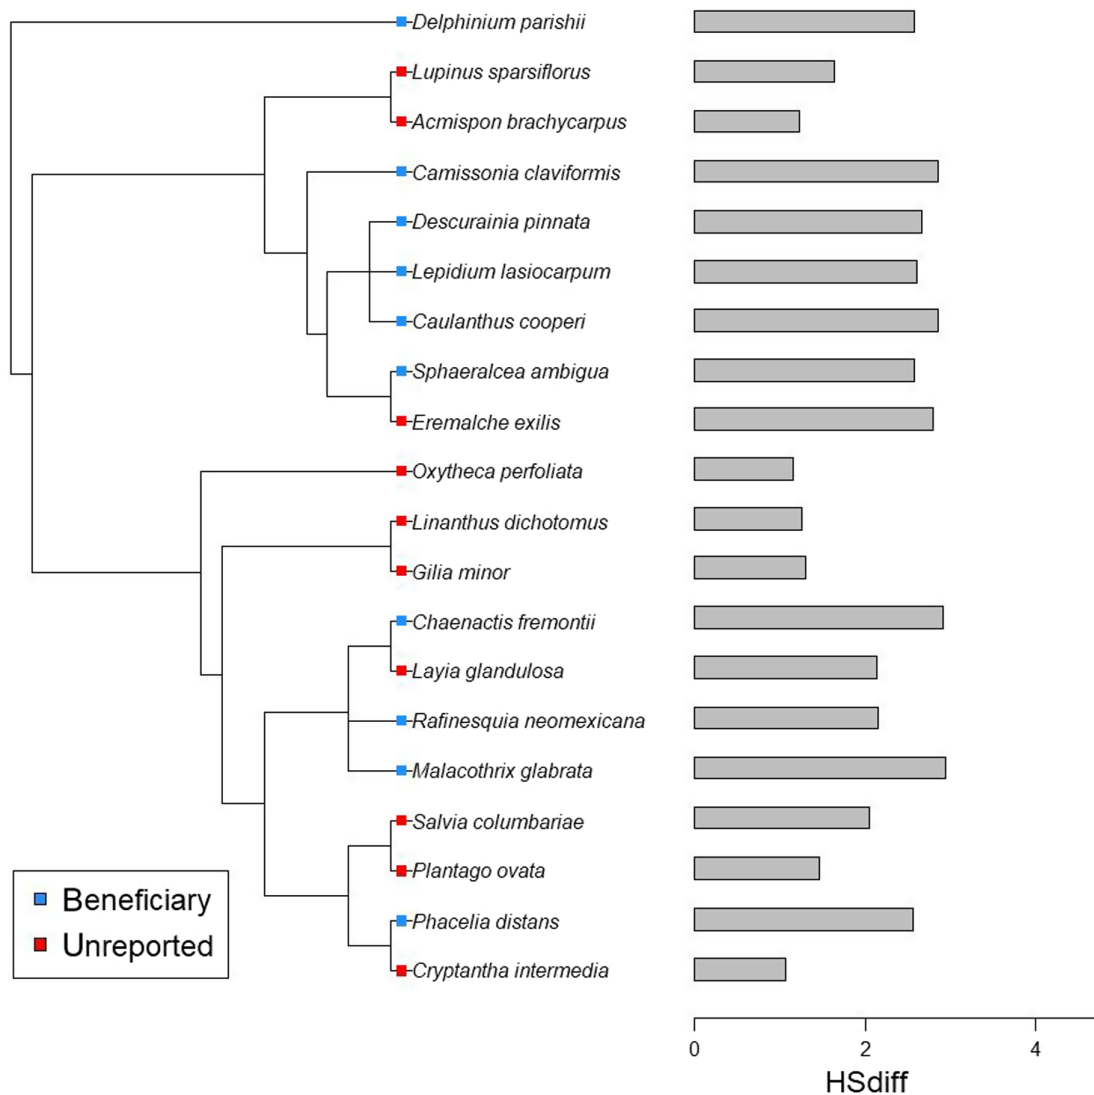 Delphinium parishii
Lupinus sparsiflorus
Acmispon brachycarpus
Camissonia claviformis
Descurainia pinnata
Lepidium lasiocarpum
Caulanthus cooperi
Sphaeralcea ambigua
Eremalche exilis
Oxytheca perfoliata
Linanthus dichotomus
Gilia minor
Chaenactis fremontii
Layia glandulosa
Rafinesquia neomexicana
Malacothrix glabrata
Salvia columbariae
Plantago ovata
Phacelia distans
Cryptantha intermedia
Beneficiary
Unreported
0 2 4
HSdiff